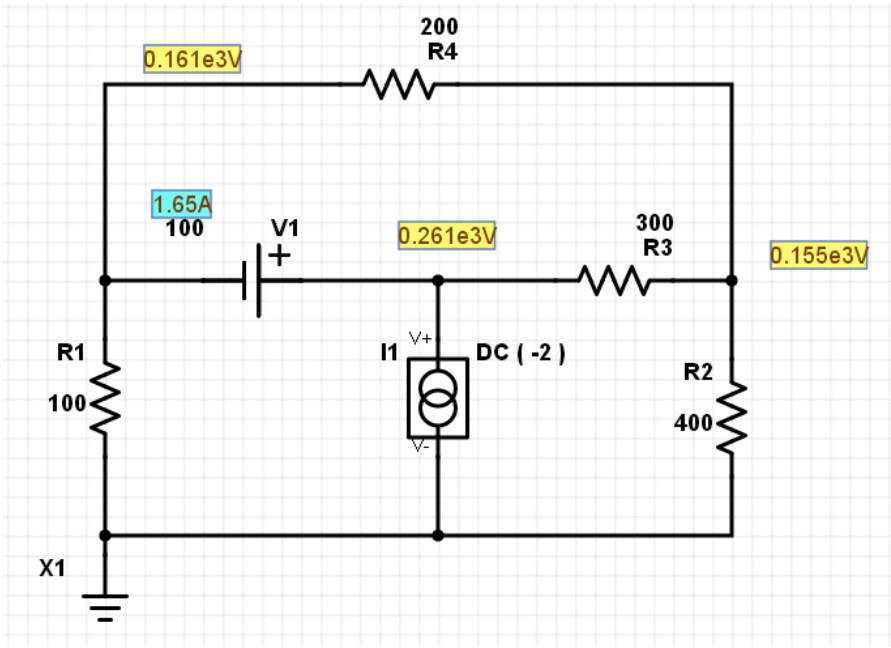 200
R4
0.161e3V
1.65A
100
V1
+
0.261e3V
300
R3
0.155e3V
V+
I1
DC ( -2 )
R1
100
R2
400
V-
X1